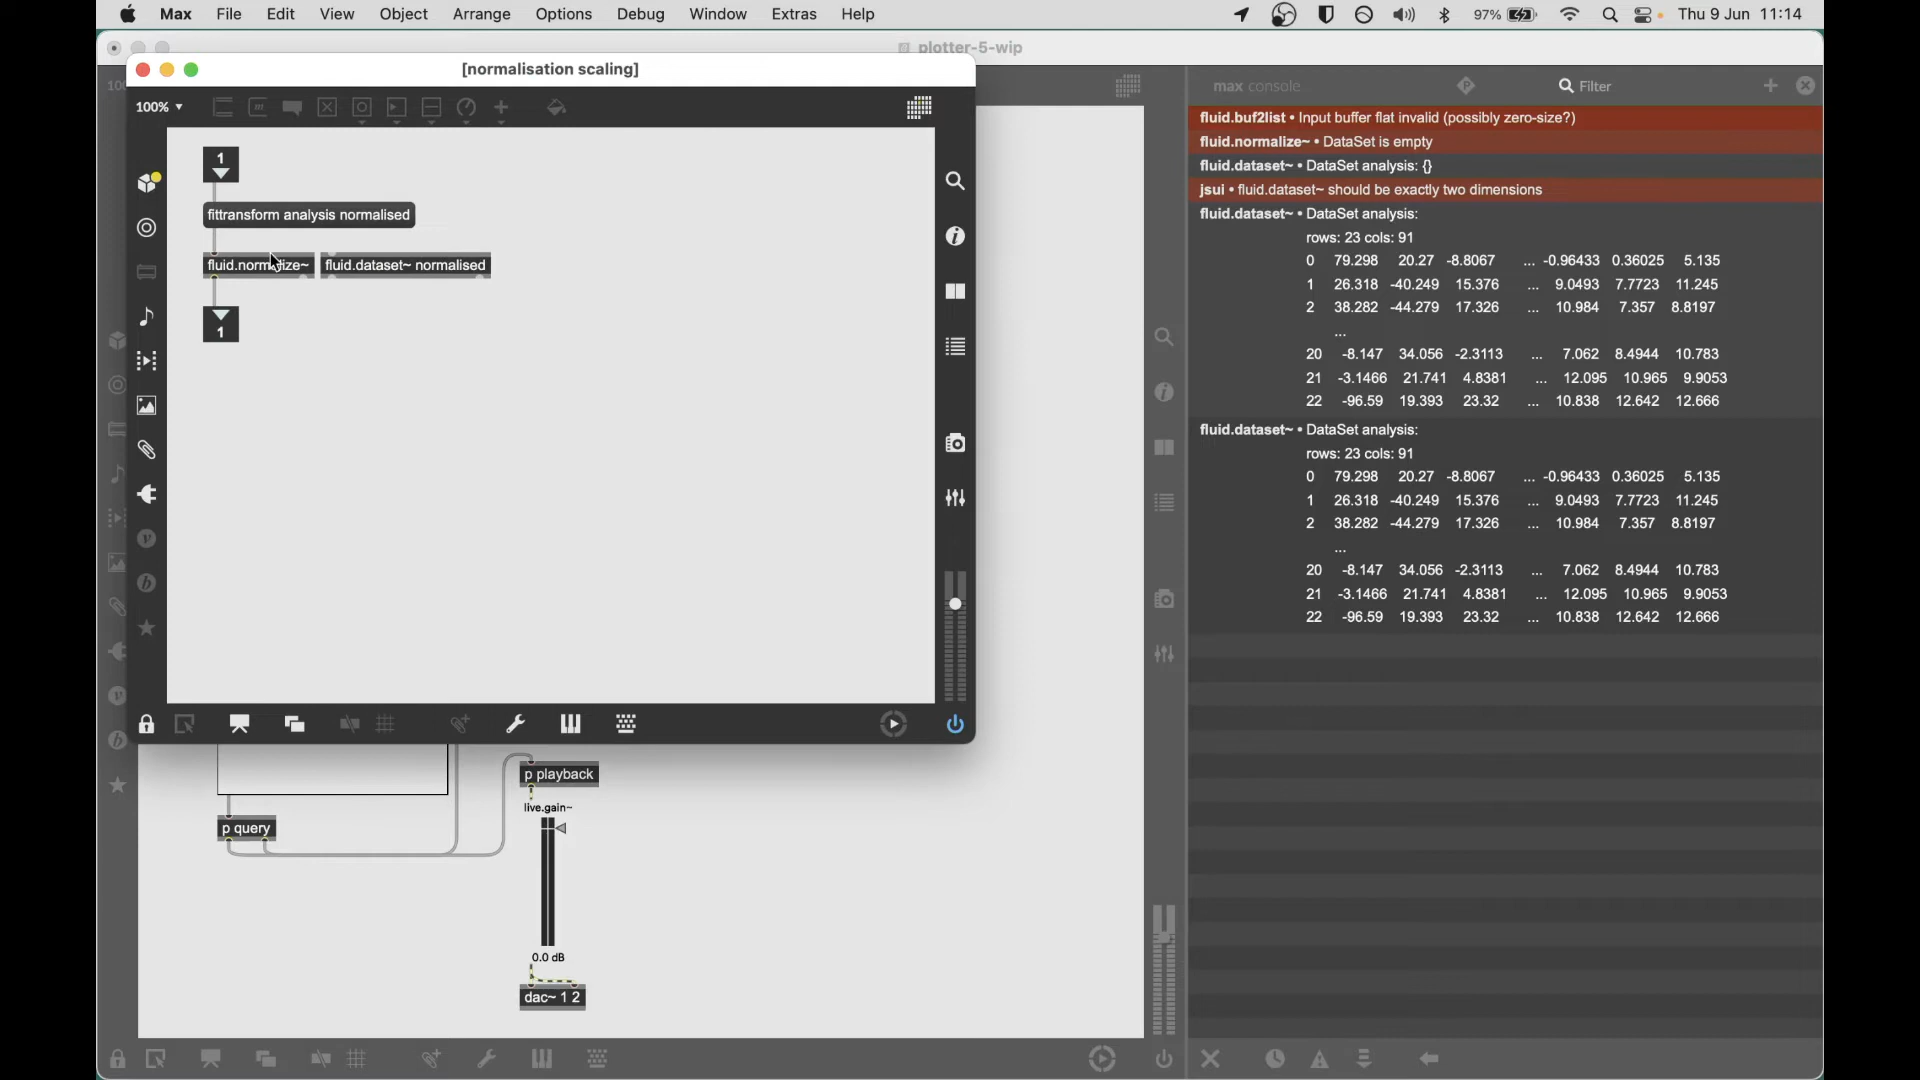 Max File Edit View Object Arrange Options Debug Window Extras Help 97% Thu 9 Jun 11:14
plotter-5-wip
[normalisation scaling]
100%
1
fittransform analysis normalised
fluid.normalize~ fluid.dataset~ normalised
1
p playback
live.gain~
p query
0.0 dB
dac~ 1 2
max console Filter
fluid.buf2list • Input buffer flat invalid (possibly zero-size?)
fluid.normalize~ • DataSet is empty
fluid.dataset~ • DataSet analysis: {}
jsui • fluid.dataset~ should be exactly two dimensions
fluid.dataset~ • DataSet analysis:
rows: 23 cols: 91
0 79.298 20.27 -8.8067 ... -0.96433 0.36025 5.135
1 26.318 -40.249 15.376 ... 9.0493 7.7723 11.245
2 38.282 -44.279 17.326 ... 10.984 7.357 8.8197
...
20 -8.147 34.056 -2.3113 ... 7.062 8.4944 10.783
21 -3.1466 21.741 4.8381 ... 12.095 10.965 9.9053
22 -96.59 19.393 23.32 ... 10.838 12.642 12.666
fluid.dataset~ • DataSet analysis:
rows: 23 cols: 91
0 79.298 20.27 -8.8067 ... -0.96433 0.36025 5.135
1 26.318 -40.249 15.376 ... 9.0493 7.7723 11.245
2 38.282 -44.279 17.326 ... 10.984 7.357 8.8197
...
20 -8.147 34.056 -2.3113 ... 7.062 8.4944 10.783
21 -3.1466 21.741 4.8381 ... 12.095 10.965 9.9053
22 -96.59 19.393 23.32 ... 10.838 12.642 12.666